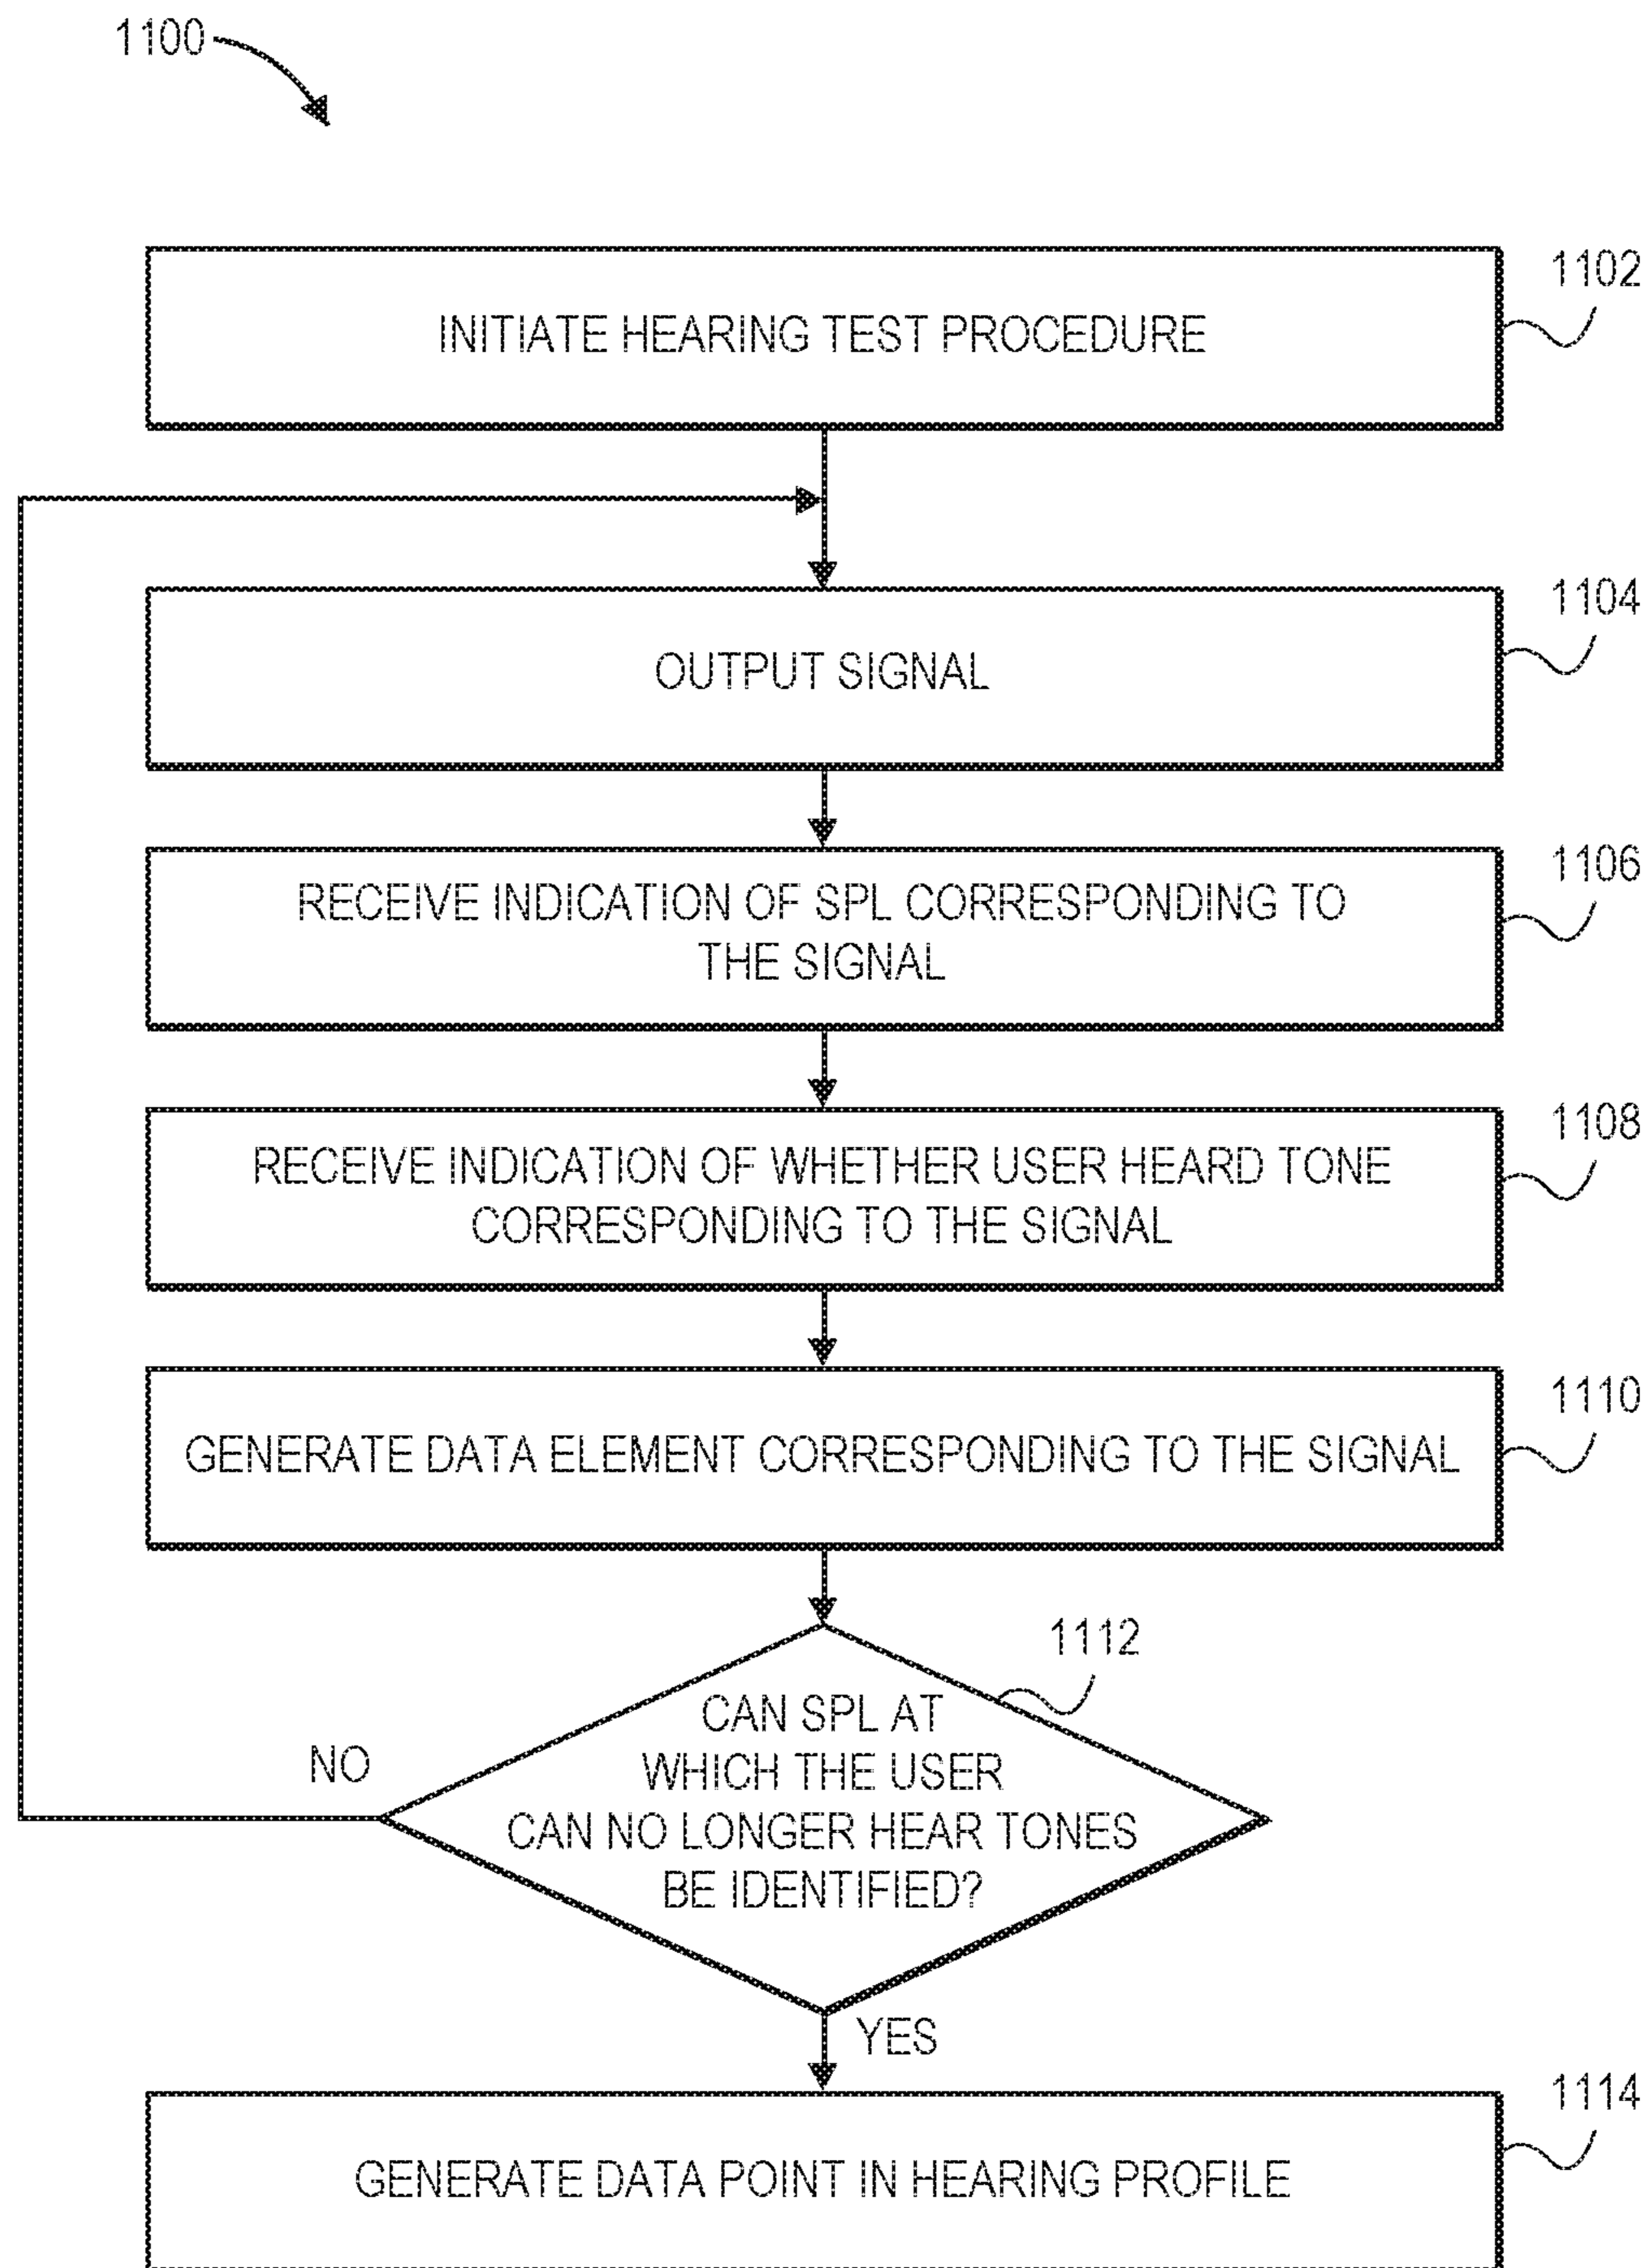 1100
INITIATE HEARING TEST PROCEDURE
1102
OUTPUT SIGNAL
1104
RECEIVE INDICATION OF SPL CORRESPONDING TO
THE SIGNAL
1106
RECEIVE INDICATION OF WHETHER USER HEARD TONE
CORRESPONDING TO THE SIGNAL
1108
GENERATE DATA ELEMENT CORRESPONDING TO THE SIGNAL
1110
1112
CAN SPL AT
WHICH THE USER
CAN NO LONGER HEAR TONES
BE IDENTIFIED?
NO
YES
GENERATE DATA POINT IN HEARING PROFILE
1114